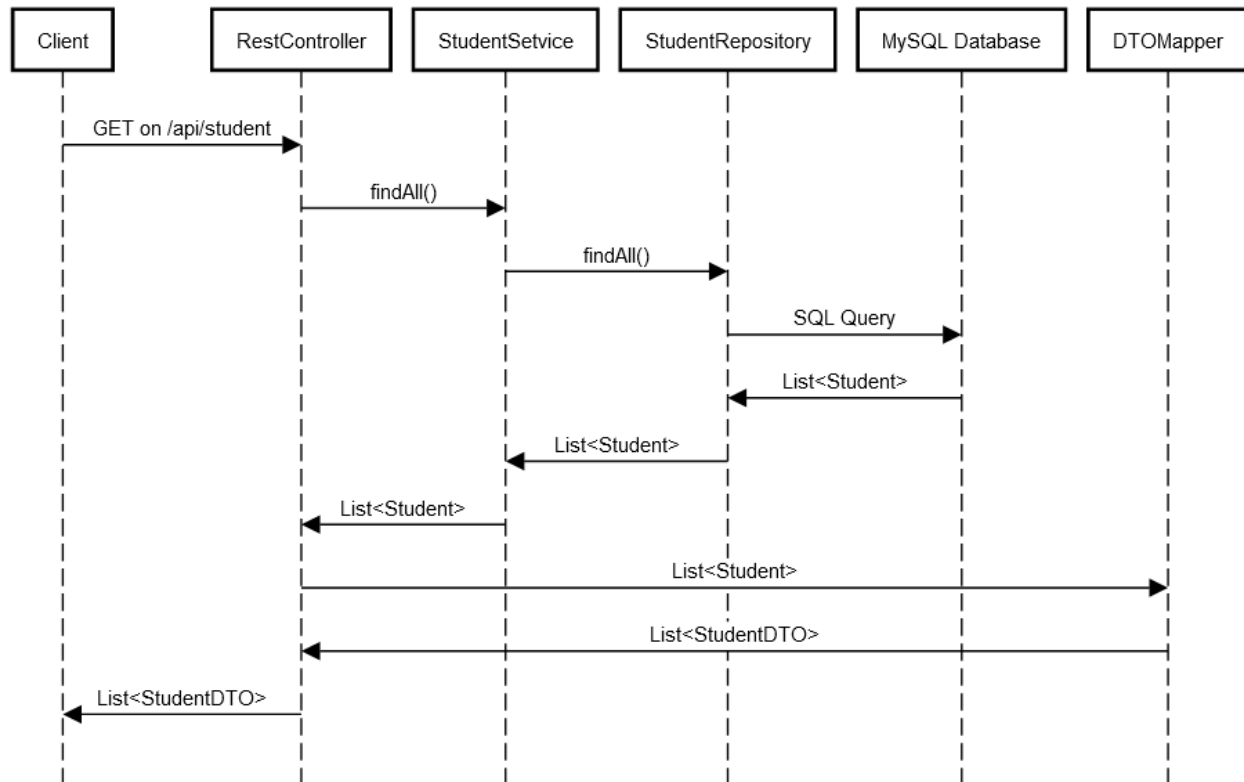 Client
RestController
StudentSetvice
StudentRepository
MySQL Database
DTOMapper
GET on /api/student
findAll()
findAll()
SQL Query
List<Student>
List<Student>
List<Student>
List<Student>
List<StudentDTO>
List<StudentDTO>